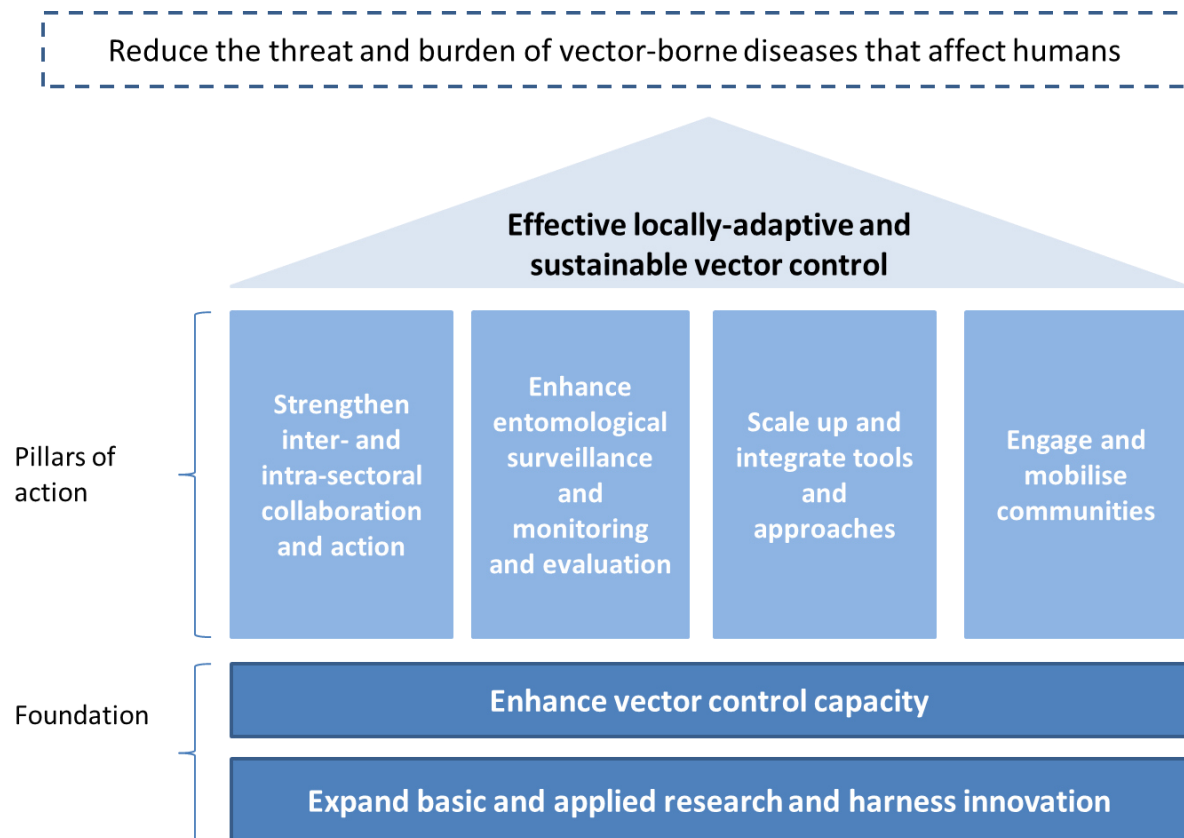 Reduce the threat and burden of vector-borne diseases that affect humans
Effective locally-adaptive and
sustainable vector control
Pillars of
action
Strengthen
inter- and
intra-sectoral
collaboration
and action
Enhance
entomological
surveillance
and
monitoring
and evaluation
Scale up and
integrate tools
and
approaches
Engage and
mobilise
communities
Foundation
Enhance vector control capacity
Expand basic and applied research and harness innovation